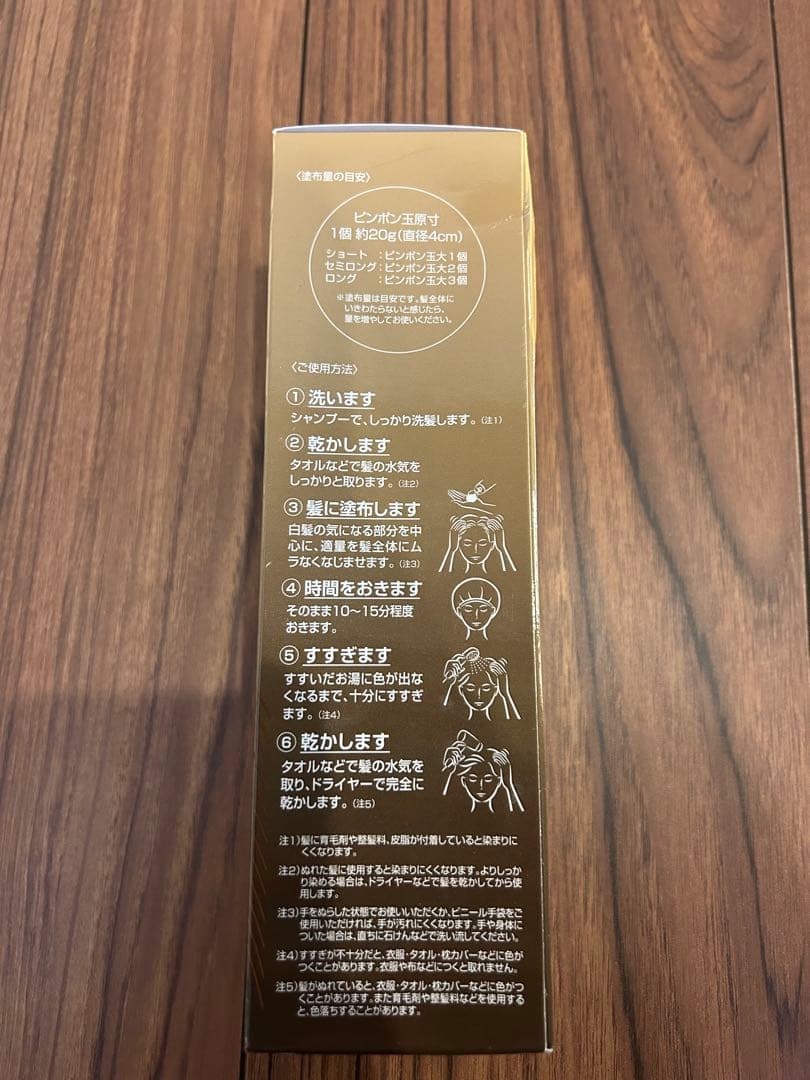 〈塗布量の目安〉
ピンポン玉原寸
1個 約20g(直径4cm)
ショート　:ピンポン玉大1個
セミロング:ピンポン玉大2個
ロング　　:ピンポン玉大3個
※塗布量は目安です。髪全体に
いきわたらないと感じたら、
量を増やしてお使いください。
〈ご使用方法〉
① 洗います
シャンプーで、しっかり洗髪します。(注1)
② 乾かします
タオルなどで髪の水気を
しっかりと取ります。(注2)
③ 髪に塗布します
白髪の気になる部分を中
心に、適量を髪全体にム
ラなくなじませます。(注3)
④ 時間をおきます
そのまま10〜15分程度
おきます。
⑤ すすぎます
すすいだお湯に色が出な
くなるまで、十分にすすぎ
ます。(注4)
⑥ 乾かします
タオルなどで髪の水気を
取り、ドライヤーで完全に
乾かします。(注5)
注1)髪に育毛剤や整髪料、皮脂が付着していると染まりに
くくなります。
注2)ぬれた髪に使用すると染まりにくくなります。よりしっか
り染める場合は、ドライヤーなどで髪を乾かしてから使
用します。
注3)手をぬらした状態でお使いいただくか、ビニール手袋をご
使用いただければ、手が汚れにくくなります。手や身体に
ついた場合は、直ちに石けんなどで洗い流してください。
注4)すすぎが不十分だと、衣服・タオル・枕カバーなどに色が
つくことがあります。衣服や布などにつくと取れません。
注5)髪がぬれていると、衣服・タオル・枕カバーなどに色がつ
くことがあります。また育毛剤や整髪料などを使用する
と、色落ちすることがあります。